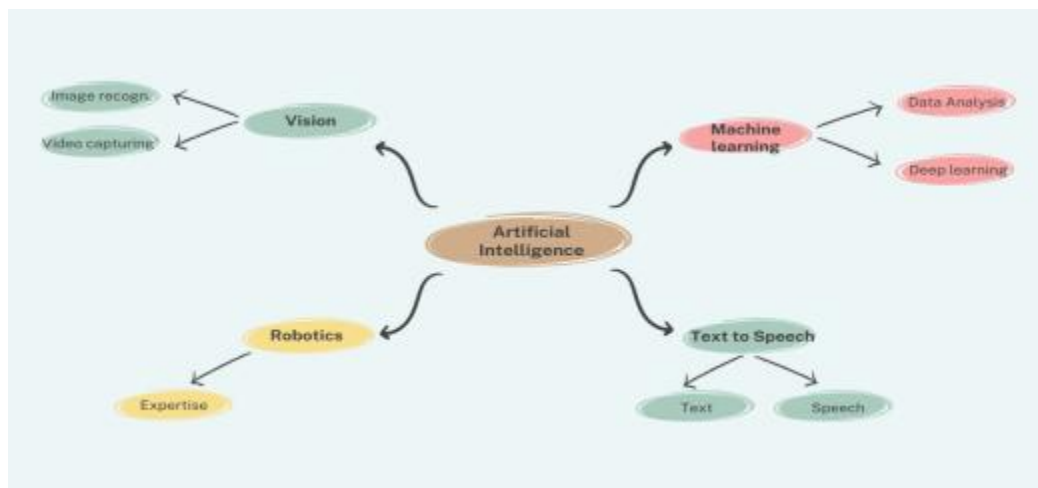 Image recogn.
Video capturing
Vision
Machine
learning
Data Analysis
Deep learning
Artificial
Intelligence
Robotics
Expertise
Text to Speech
Text
Speech